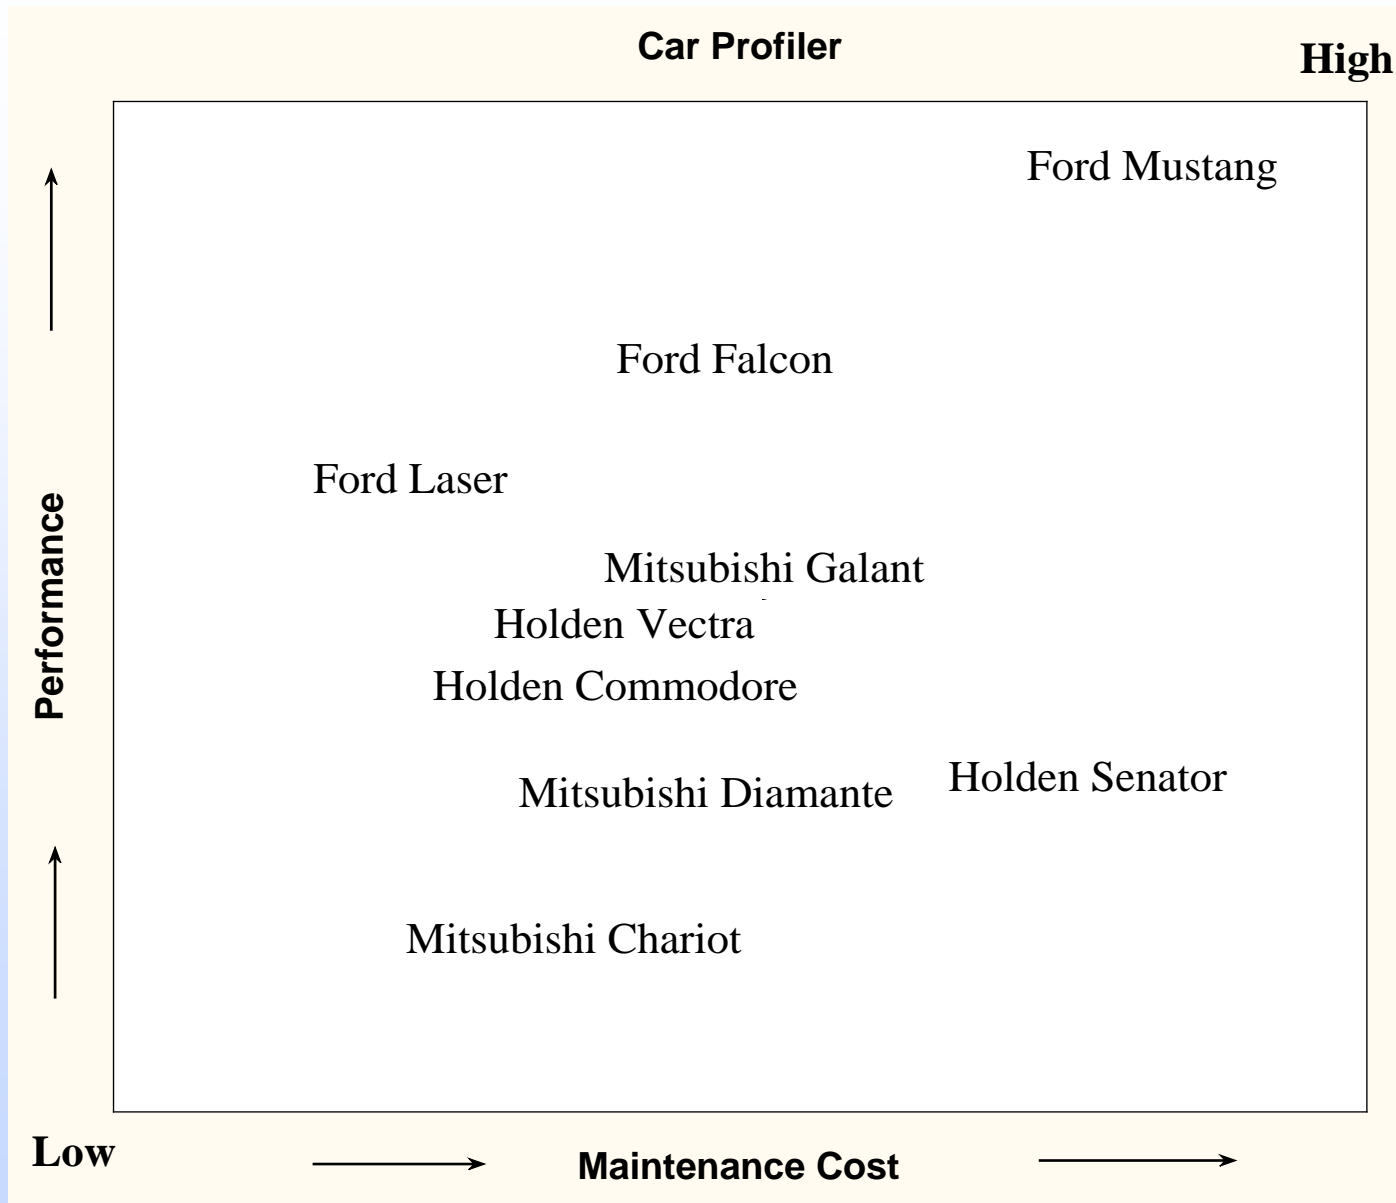 Car Profiler
High
Ford Mustang
Ford Falcon
Ford Laser
Performance
Mitsubishi Galant
Holden Vectra
Holden Commodore
Holden Senator
Mitsubishi Diamante
Mitsubishi Chariot
Low
Maintenance Cost